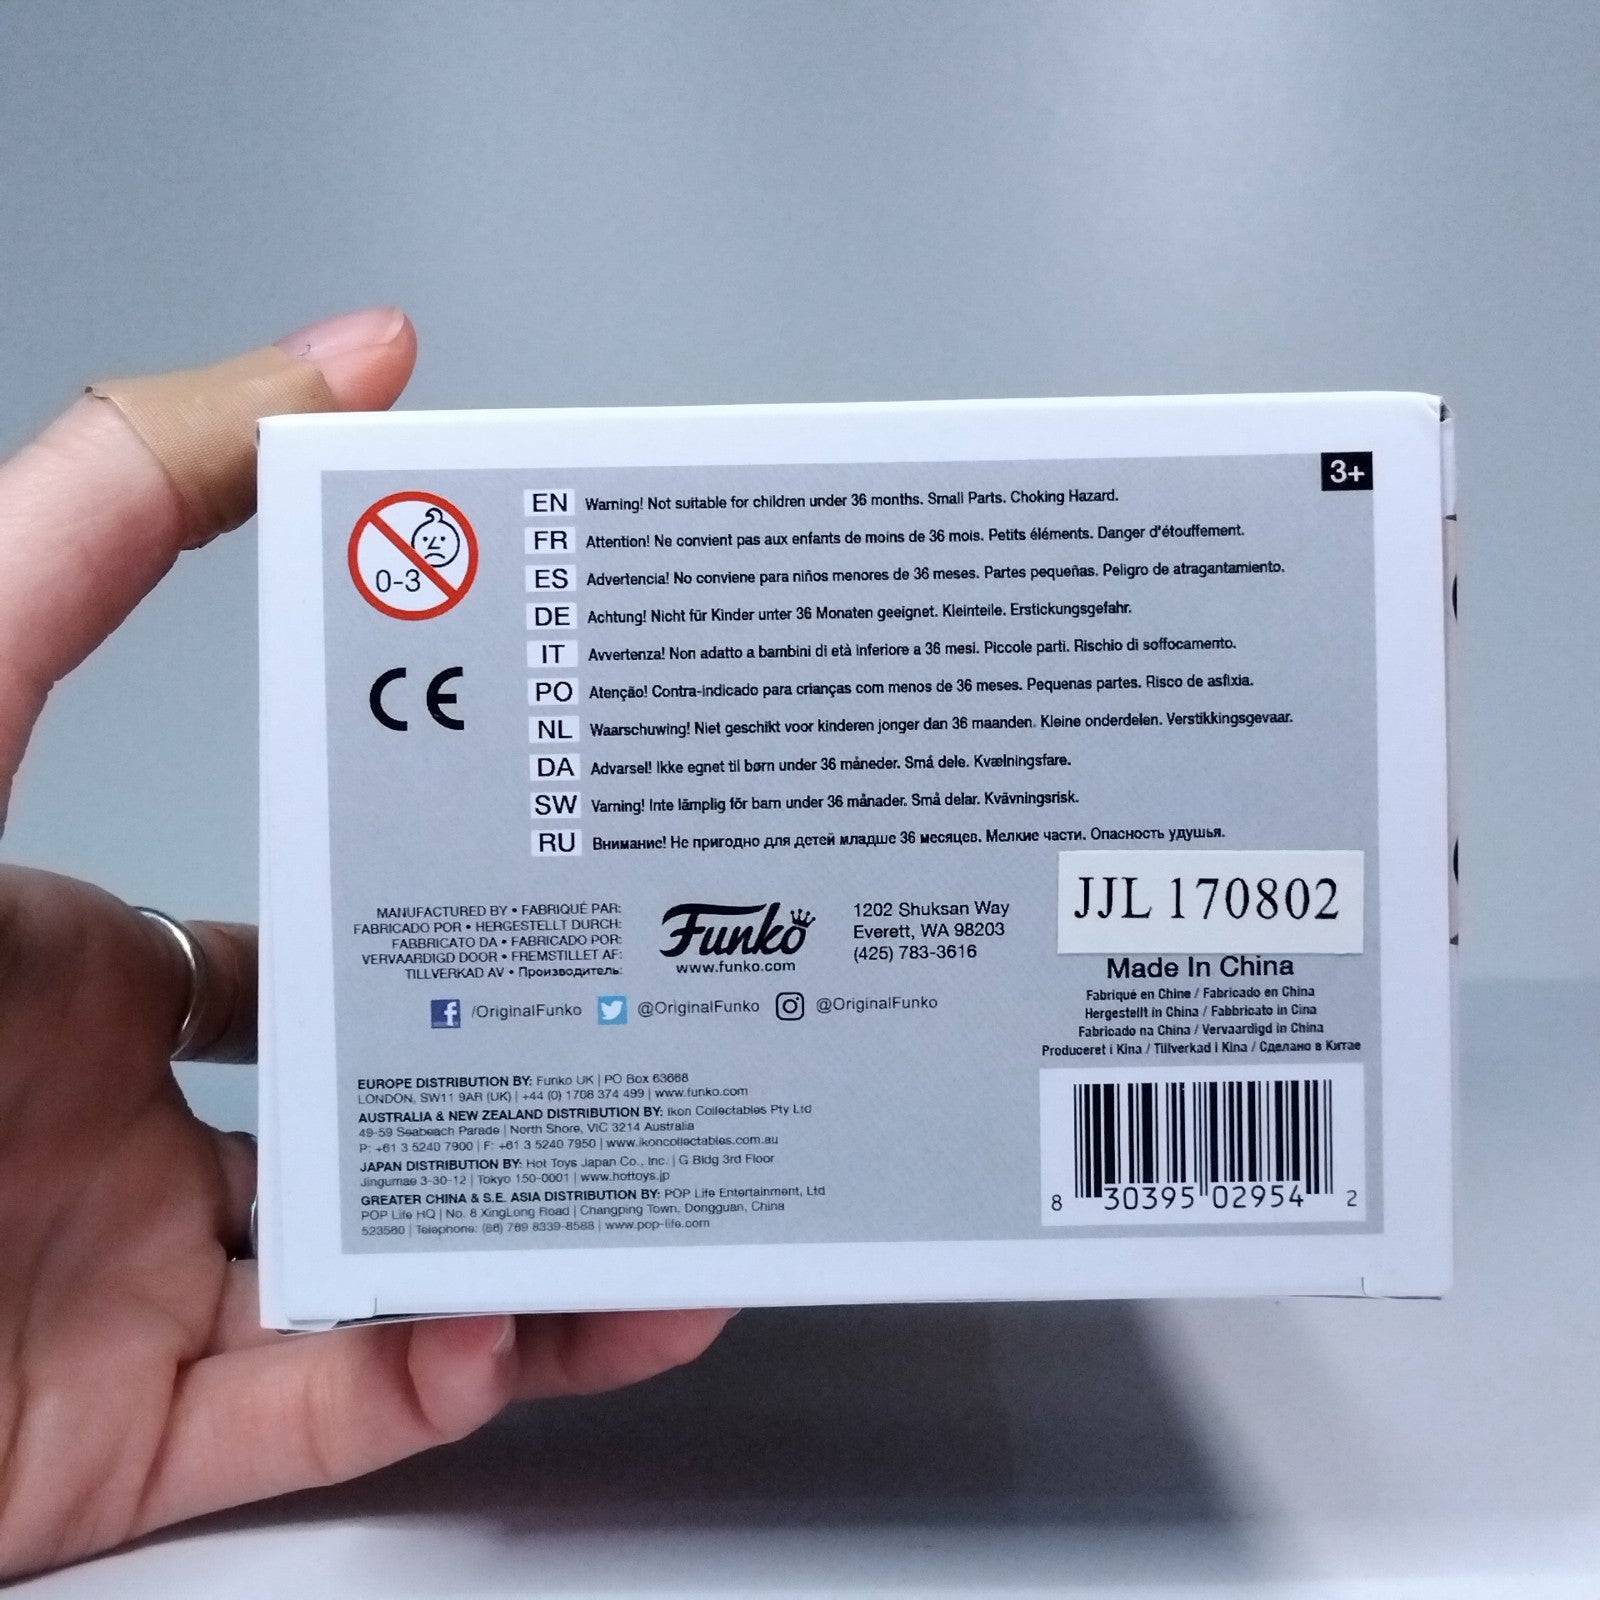 3+
0-3
EN Warning! Not suitable for children under 36 months. Small Parts. Choking Hazard.
FR Attention! Ne convient pas aux enfants de moins de 36 mois. Petits éléments. Danger d'étouffement.
ES Advertencia! No conviene para niños menores de 36 meses. Partes pequeñas. Peligro de atragantamiento.
DE Achtung! Nicht für Kinder unter 36 Monaten geeignet. Kleinteile. Erstickungsgefahr.
IT Avvertenza! Non adatto a bambini di età inferiore a 36 mesi. Piccole parti. Rischio di soffocamento.
PO Atenção! Contra-indicado para crianças com menos de 36 meses. Pequenas partes. Risco de asfixia.
NL Waarschuwing! Niet geschikt voor kinderen jonger dan 36 maanden. Kleine onderdelen. Verstikkingsgevaar.
DA Advarsel! Ikke egnet til børn under 36 måneder. Små dele. Kvælningsfare.
SW Varning! Inte lämplig för barn under 36 månader. Små delar. Kvävningsrisk.
RU Внимание! Не пригодно для детей младше 36 месяцев. Мелкие части. Опасность удушья.
CE
MANUFACTURED BY • FABRIQUÉ PAR:
FABRICADO POR • HERGESTELLT DURCH:
FABBRICATO DA • FABRICADO POR:
VERVAARDIGD DOOR • FREMSTILLET AF:
TILLVERKAD AV • Производитель:
Funko
www.funko.com
1202 Shuksan Way
Everett, WA 98203
(425) 783-3616
JJL 170802
Made In China
Fabriqué en Chine / Fabricado en China
Hergestellt in China / Fabbricato in Cina
Fabricado na China / Vervaardigd in China
Produceret i Kina / Tillverkad i Kina / Сделано в Китае
/OriginalFunko @OriginalFunko @OriginalFunko
EUROPE DISTRIBUTION BY: Funko UK | PO Box 63668
LONDON, SW11 9AR (UK) | +44 (0) 1708 374 499 | www.funko.com
AUSTRALIA & NEW ZEALAND DISTRIBUTION BY: Ikon Collectables Pty Ltd
49-59 Seabeach Parade | North Shore, VIC 3214 Australia
P: +61 3 5240 7900 | F: +61 3 5240 7950 | www.ikoncollectables.com.au
JAPAN DISTRIBUTION BY: Hot Toys Japan Co., Inc. | G Bldg 3rd Floor
Jingumae 3-30-12 | Tokyo 150-0001 | www.hottoys.jp
GREATER CHINA & S.E. ASIA DISTRIBUTION BY: POP Life Entertainment, Ltd
POP Life HQ | No. 8 XingLong Road | Changping Town, Dongguan, China
523560 | Telephone: (86) 769 8339-8588 | www.pop-life.com
8 30395 02954 2